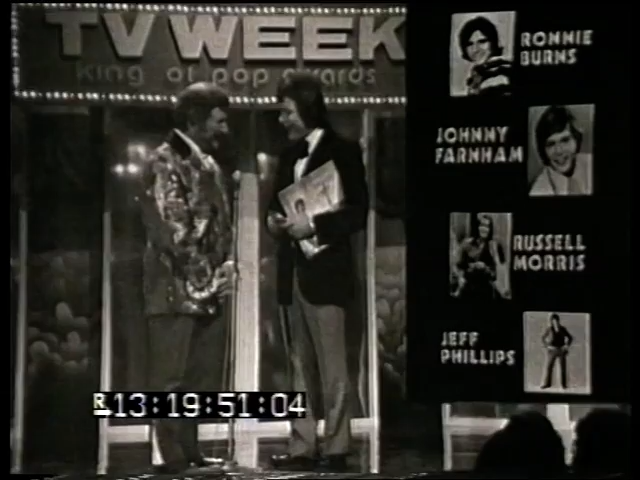 TV WEEK
king of pop awards
RONNIE
BURNS
JOHNNY
FARNHAM
RUSSELL
MORRIS
JEFF
PHILLIPS
R13:19:51:04